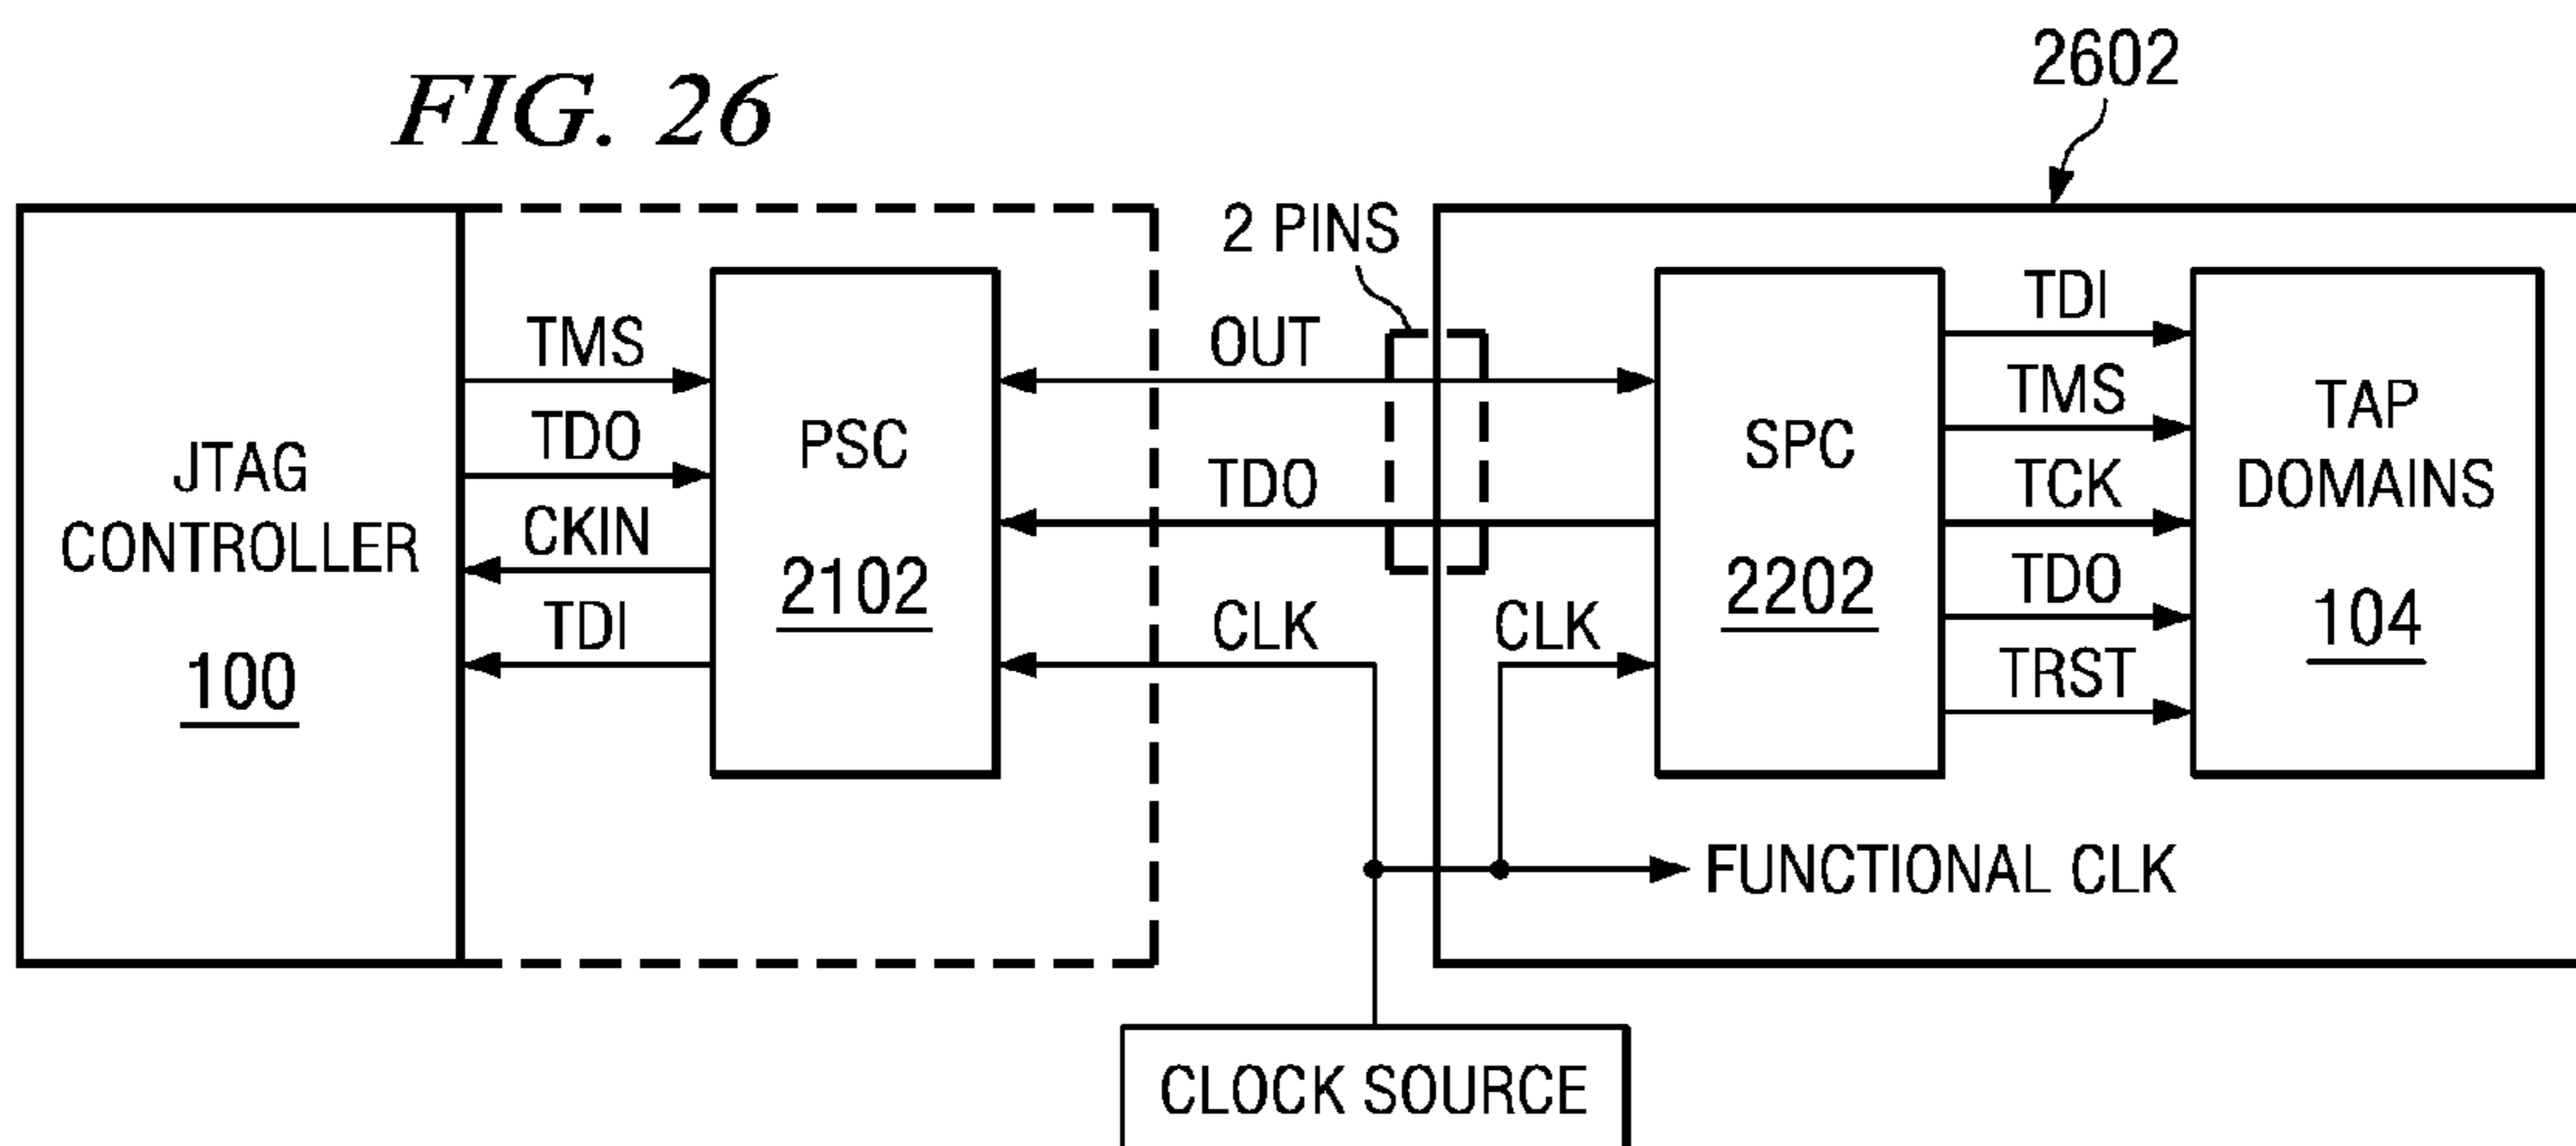 FIG. 26
2602
2 PINS
JTAG
CONTROLLER
100
TMS
TDO
CKIN
TDI
PSC
2102
OUT
TDO
CLK
CLK
SPC
2202
TDI
TMS
TCK
TDO
TRST
TAP
DOMAINS
104
FUNCTIONAL CLK
CLOCK SOURCE